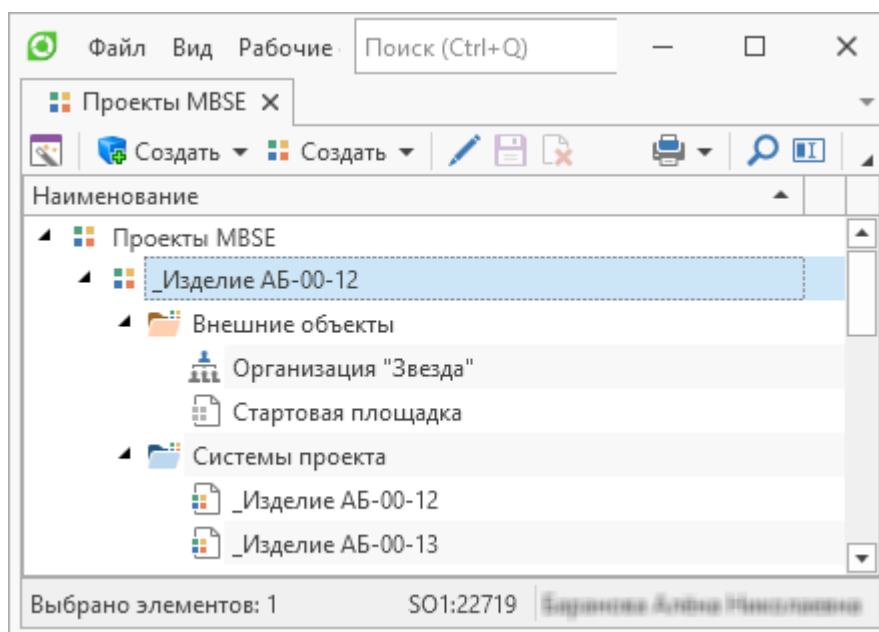 Файл Вид Рабочие Поиск (Ctrl+Q)
Проекты MBSE
Создать Создать
Наименование
Проекты MBSE
_Изделие АБ-00-12
Внешние объекты
Организация "Звезда"
Стартовая площадка
Системы проекта
_Изделие АБ-00-12
_Изделие АБ-00-13
Выбрано элементов: 1 SO1:22719